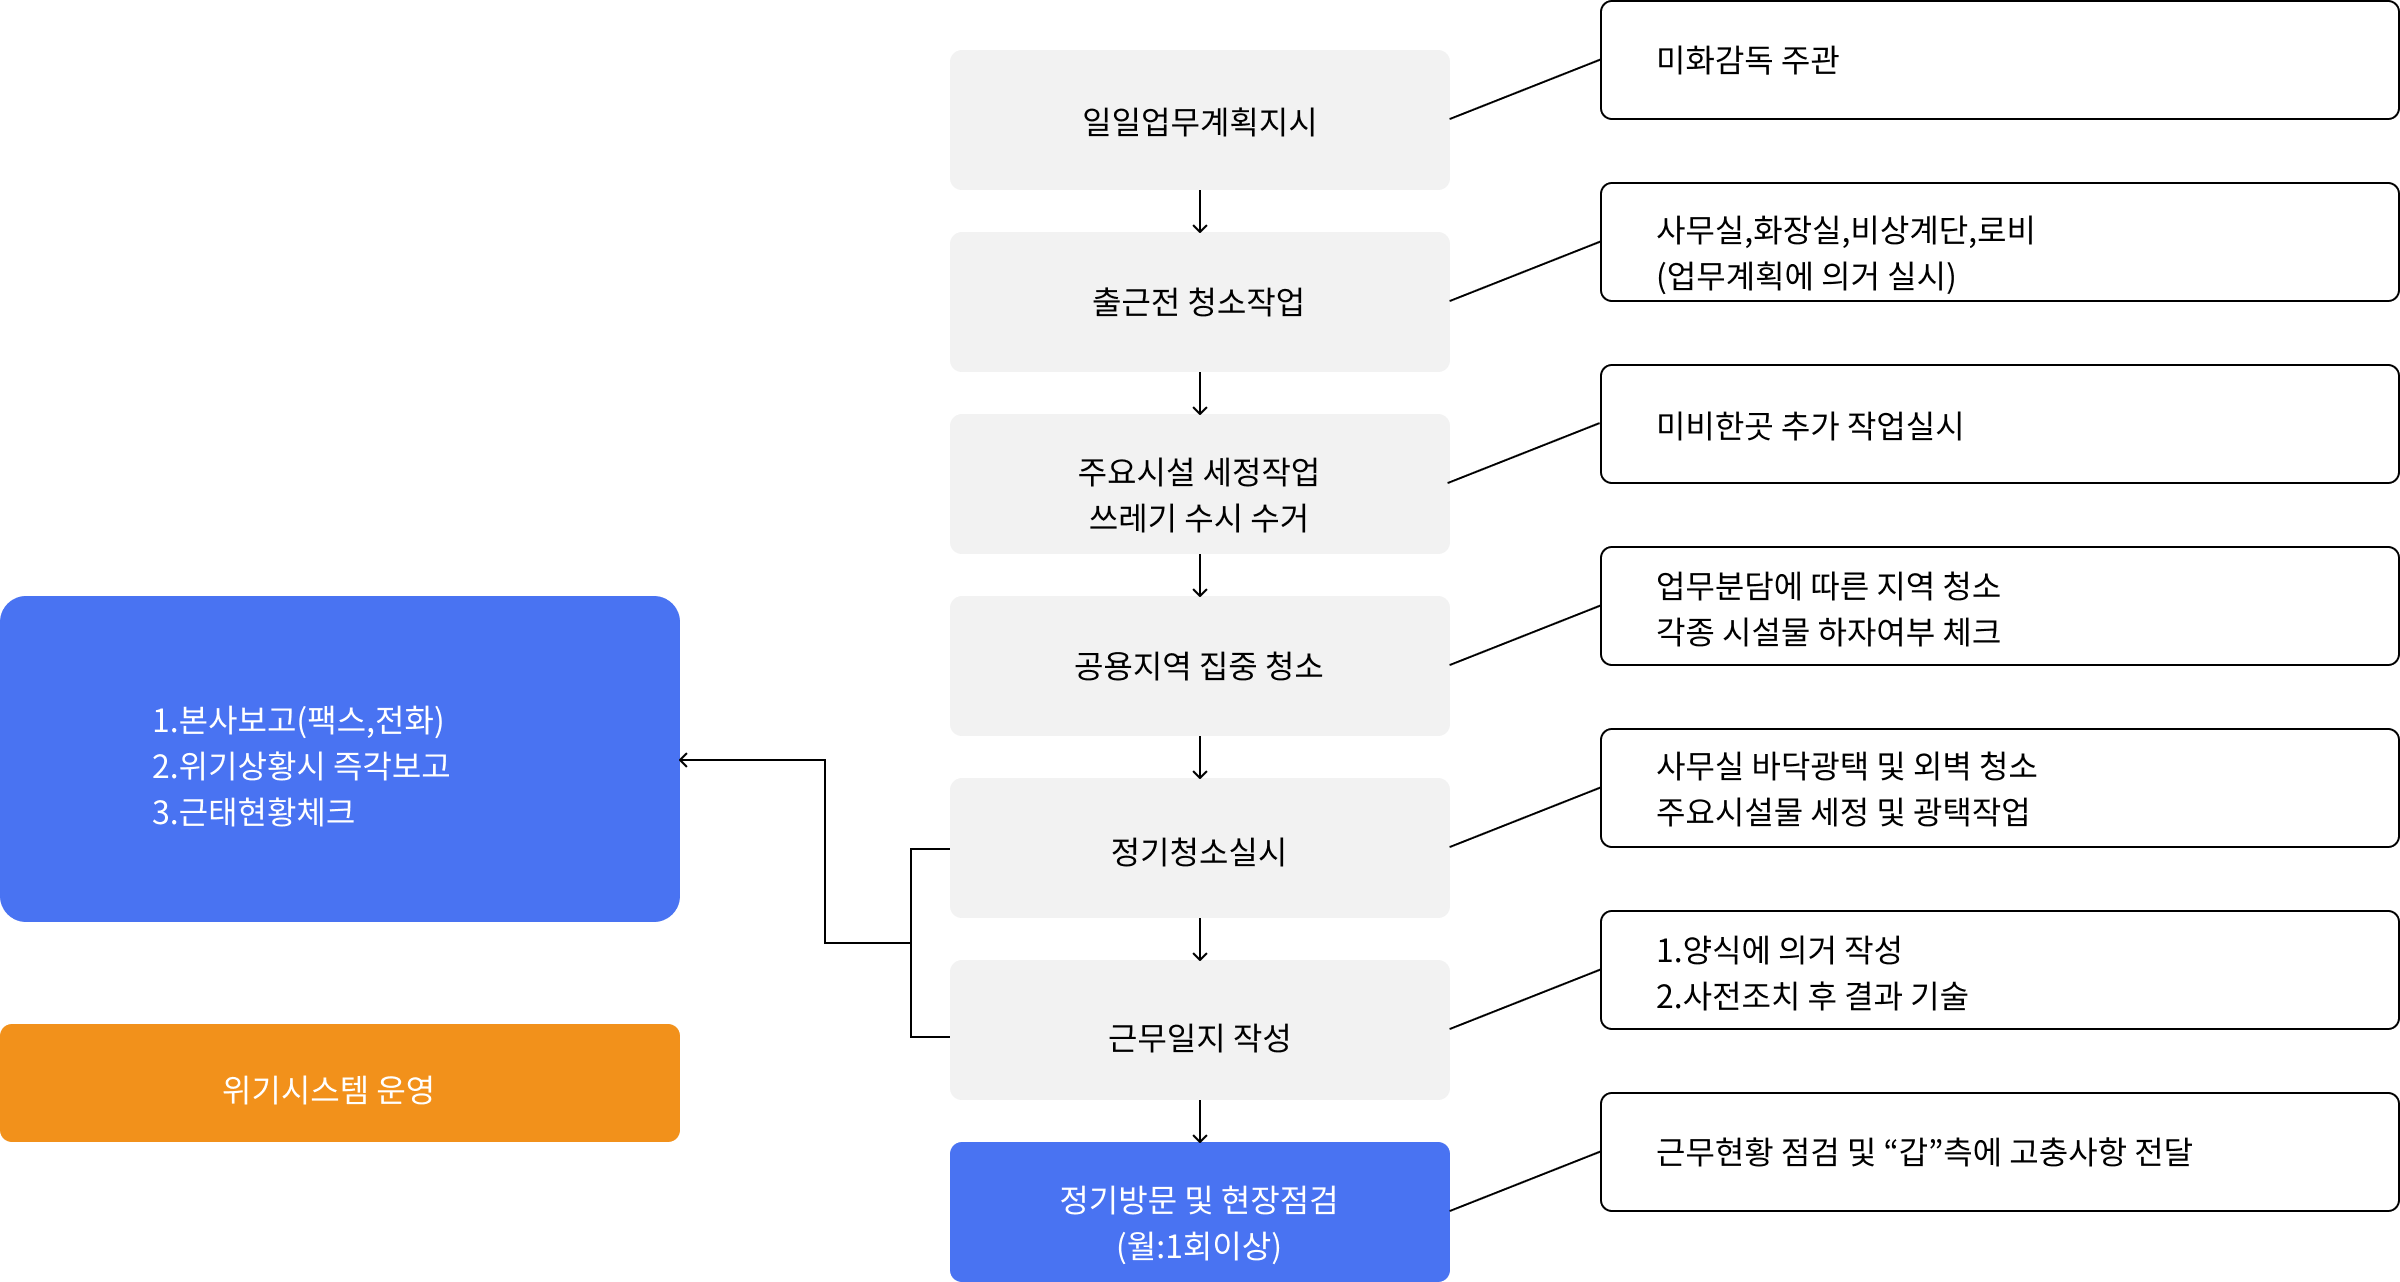 일일업무계획지시
미화감독 주관
출근전 청소작업
사무실,화장실,비상계단,로비
(업무계획에 의거 실시)
주요시설 세정작업
쓰레기 수시 수거
미비한곳 추가 작업실시
공용지역 집중 청소
업무분담에 따른 지역 청소
각종 시설물 하자여부 체크
정기청소실시
사무실 바닥광택 및 외벽 청소
주요시설물 세정 및 광택작업
근무일지 작성
1.양식에 의거 작성
2.사전조치 후 결과 기술
정기방문 및 현장점검
(월:1회이상)
근무현황 점검 및 “갑”측에 고충사항 전달
1.본사보고(팩스,전화)
2.위기상황시 즉각보고
3.근태현황체크
위기시스템 운영